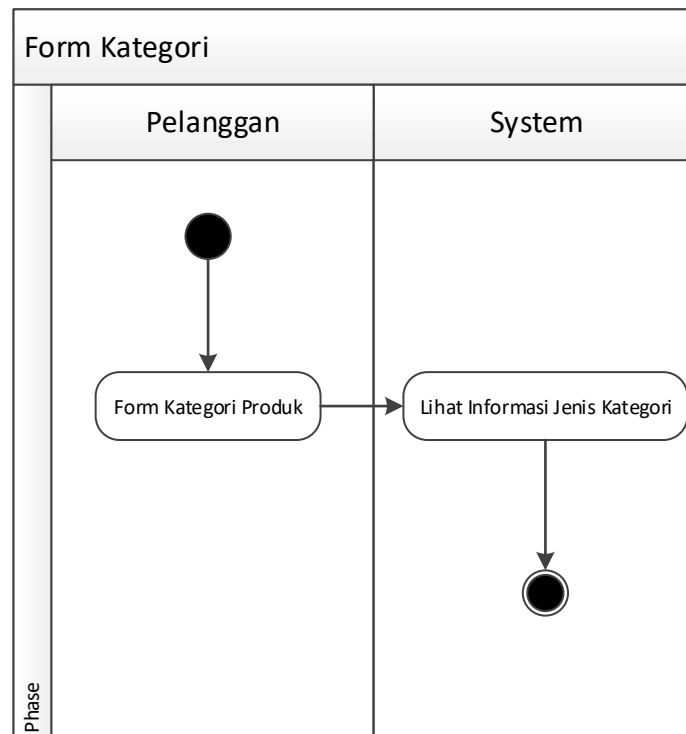 Form Kategori
Pelanggan
System
Form Kategori Produk
Lihat Informasi Jenis Kategori
Phase